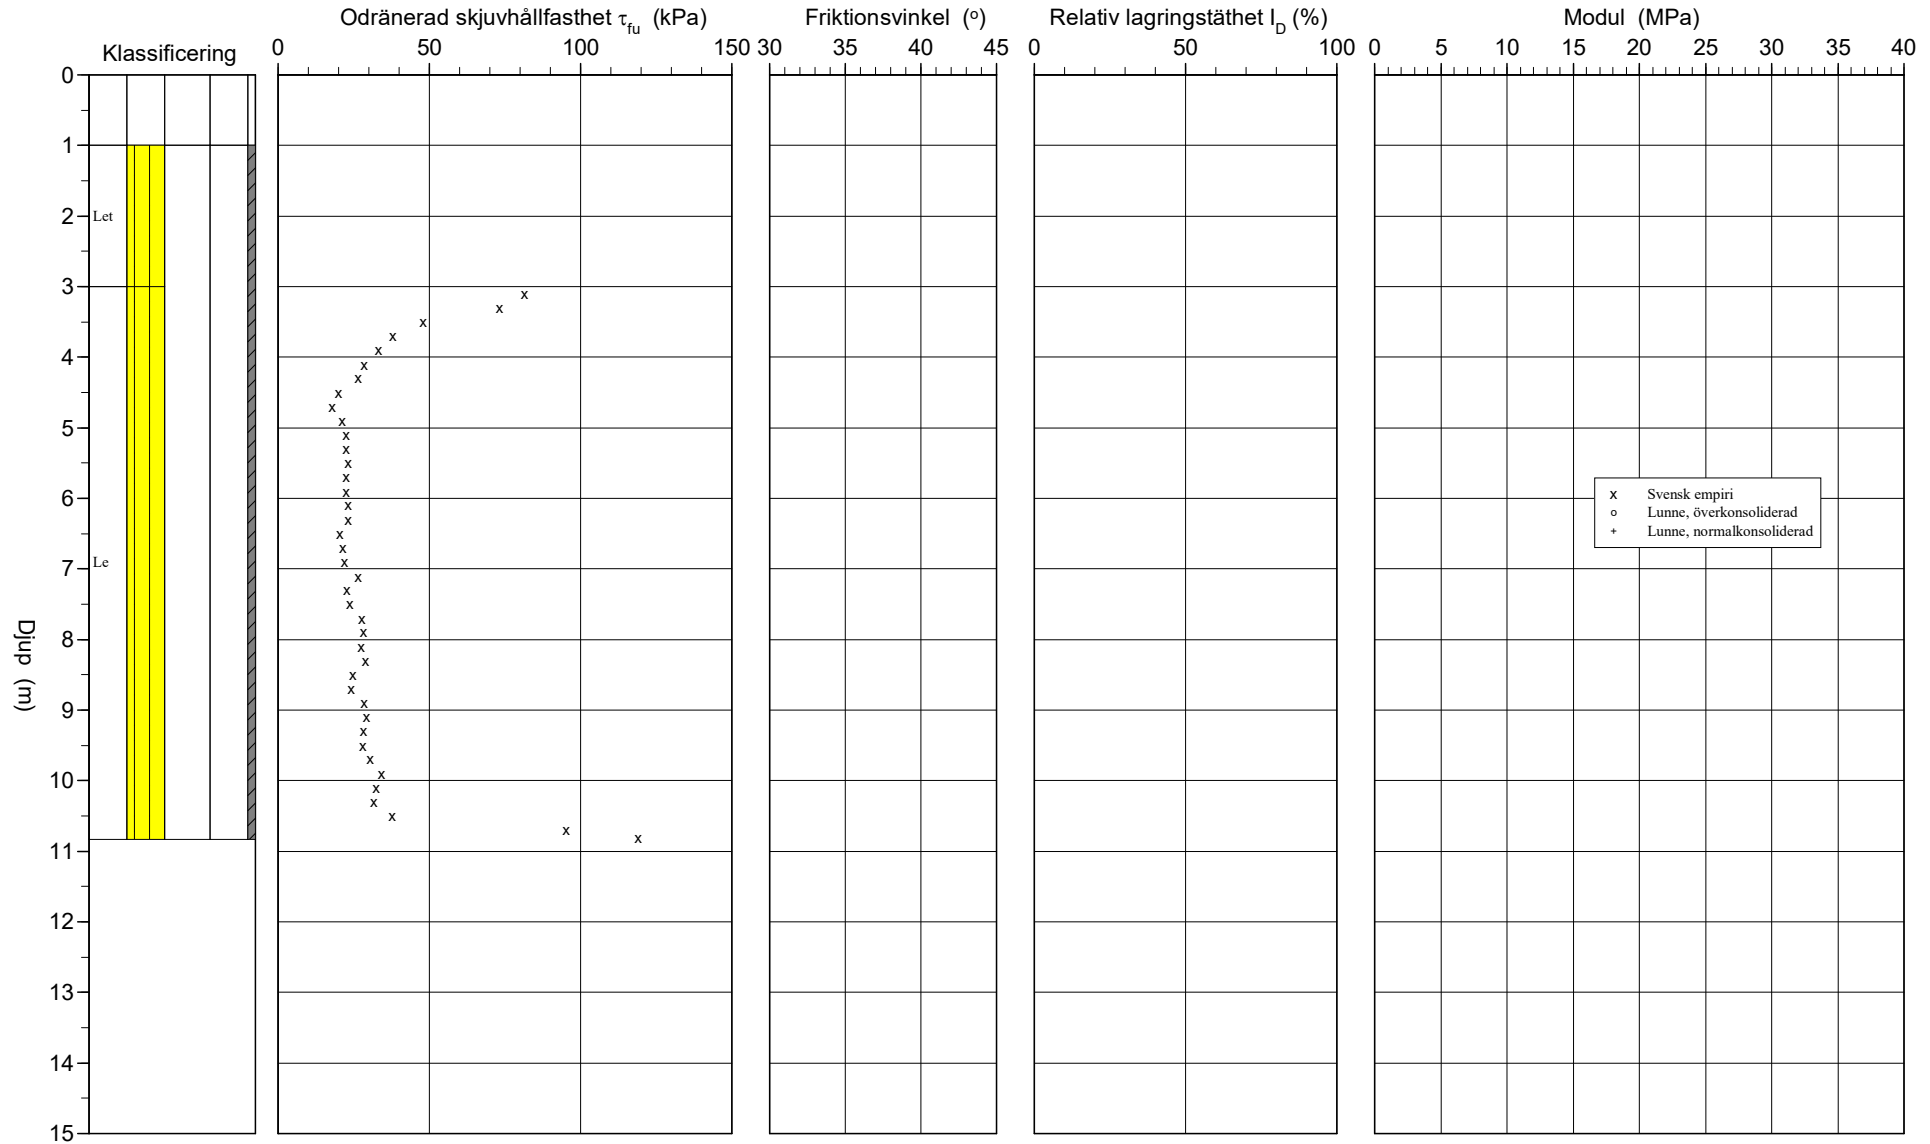 Odränerad skjuvhållfasthet τfu (kPa)
Friktionsvinkel (o)
Relativ lagringstäthet ID (%)
Modul (MPa)
Klassificering
0 50 100 150
30 35 40 45
0 50 100
0 5 10 15 20 25 30 35 40
0
1
2
3
4
5
6
7
8
9
10
11
12
13
14
15
Djup (m)
Let
Le
x Svensk empiri
o Lunne, överkonsoliderad
+ Lunne, normalkonsoliderad